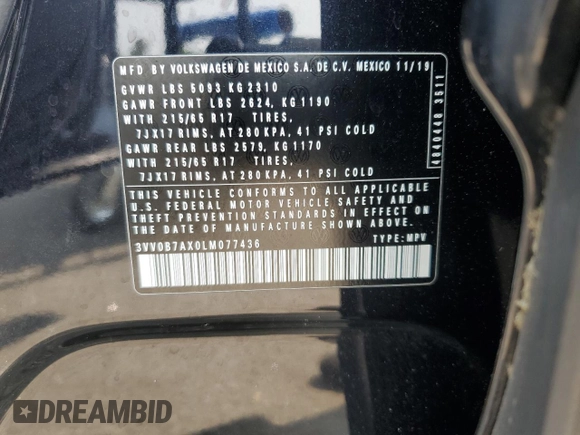 MFD. BY VOLKSWAGEN DE MEXICO S.A. DE C.V. MEXICO 11/19
GVWR LBS 5093 KG 2310
GAWR FRONT LBS 2624, KG 1190
WITH 215/65 R17 TIRES,
7JX17 RIMS, AT 280 KPA, 41 PSI COLD
GAWR REAR LBS 2579, KG 1170
WITH 215/65 R17 TIRES,
7JX17 RIMS, AT 280 KPA, 41 PSI COLD
THIS VEHICLE CONFORMS TO ALL APPLICABLE
U.S. FEDERAL MOTOR VEHICLE SAFETY AND
THEFT PREVENTION STANDARDS IN EFFECT ON
THE DATE OF MANUFACTURE SHOWN ABOVE.
3VV0B7AX0LM077436 TYPE: MPV
4840448 3511
DREAMBID